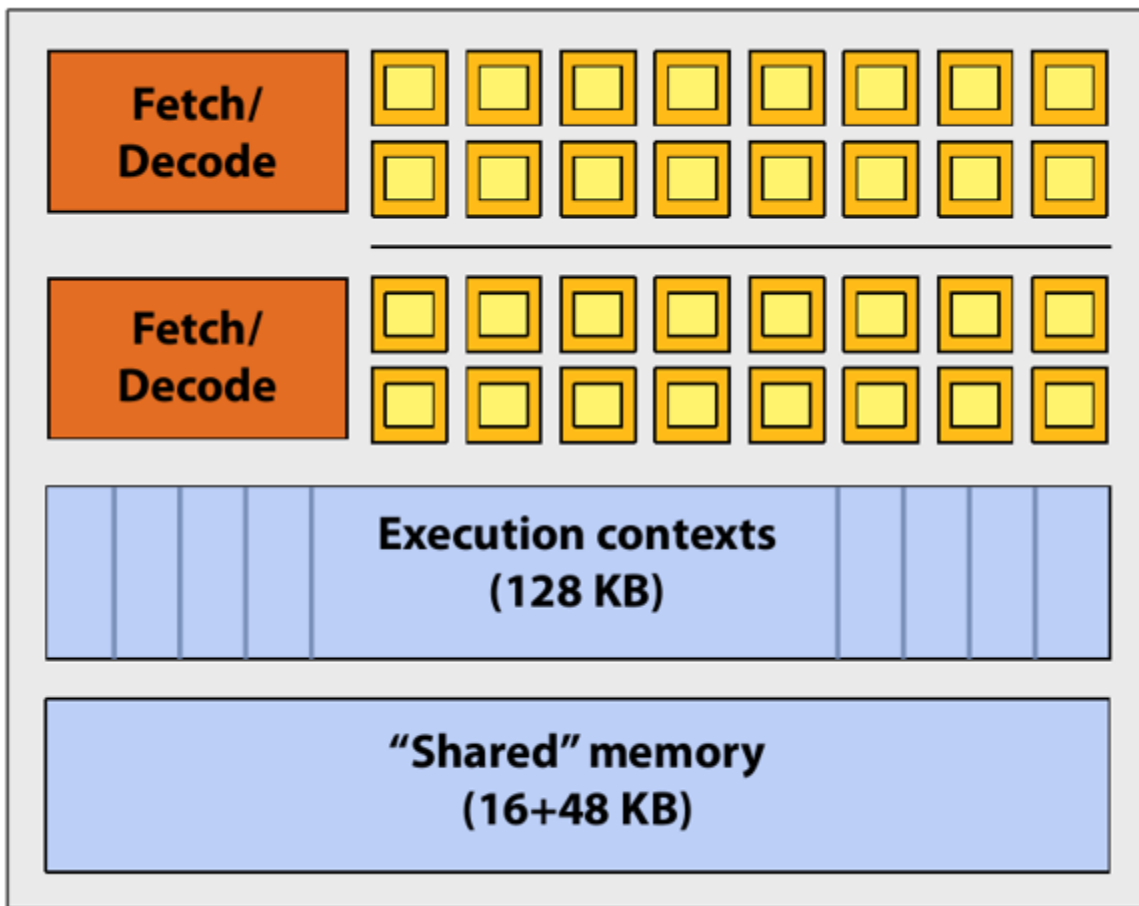 Fetch/
Decode
Fetch/
Decode
Execution contexts
(128 KB)
“Shared” memory
(16+48 KB)